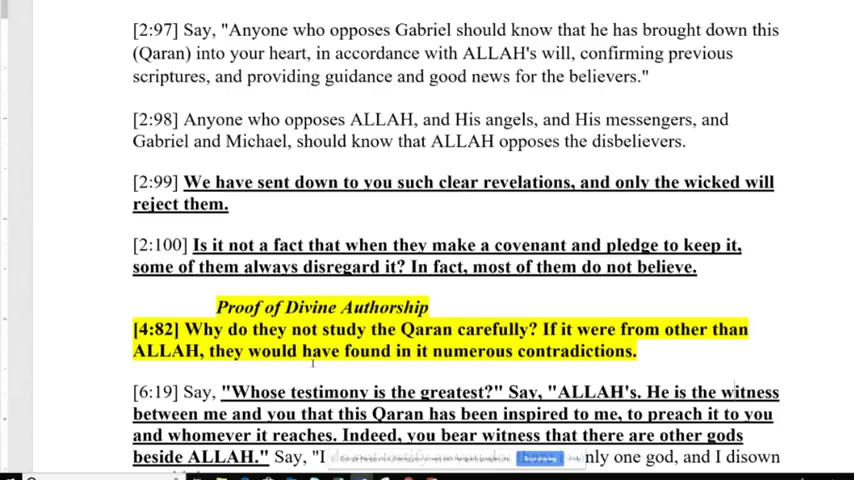 [2:97] Say, "Anyone who opposes Gabriel should know that he has brought down this
(Qaran) into your heart, in accordance with ALLAH's will, confirming previous
scriptures, and providing guidance and good news for the believers."
[2:98] Anyone who opposes ALLAH, and His angels, and His messengers, and
Gabriel and Michael, should know that ALLAH opposes the disbelievers.
[2:99] We have sent down to you such clear revelations, and only the wicked will
reject them.
[2:100] Is it not a fact that when they make a covenant and pledge to keep it,
some of them always disregard it? In fact, most of them do not believe.
Proof of Divine Authorship
[4:82] Why do they not study the Qaran carefully? If it were from other than
ALLAH, they would have found in it numerous contradictions.
[6:19] Say, "Whose testimony is the greatest?" Say, "ALLAH's. He is the witness
between me and you that this Qaran has been inspired to me, to preach it to you
and whomever it reaches. Indeed, you bear witness that there are other gods
beside ALLAH." Say, "I only one god, and I disown
Stop sharing Hide